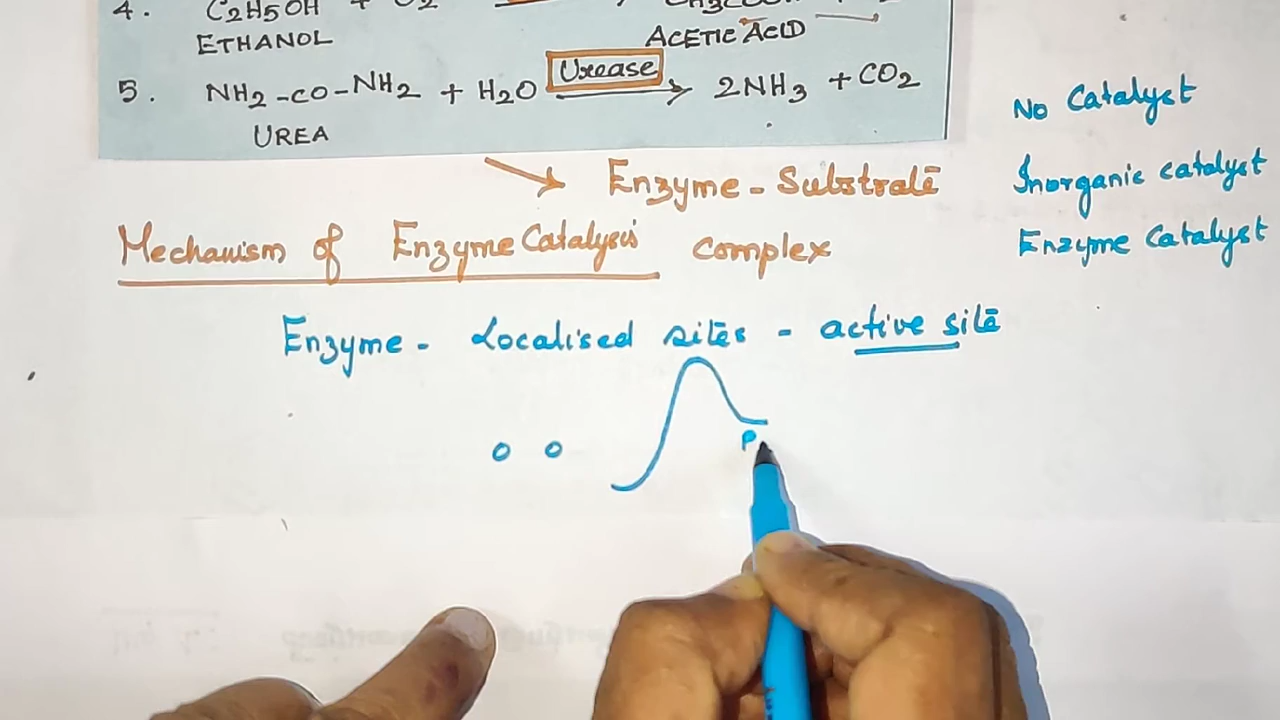 4. C2H5OH + O2
ETHANOL ACETIC ACID
5. NH2-CO-NH2 + H2O Urease 2NH3 + CO2
UREA
No Catalyst
Inorganic catalyst
Enzyme Catalyst
Enzyme-Substrate
Mechanism of Enzyme Catalysis complex
Enzyme - Localised sites - active site
P